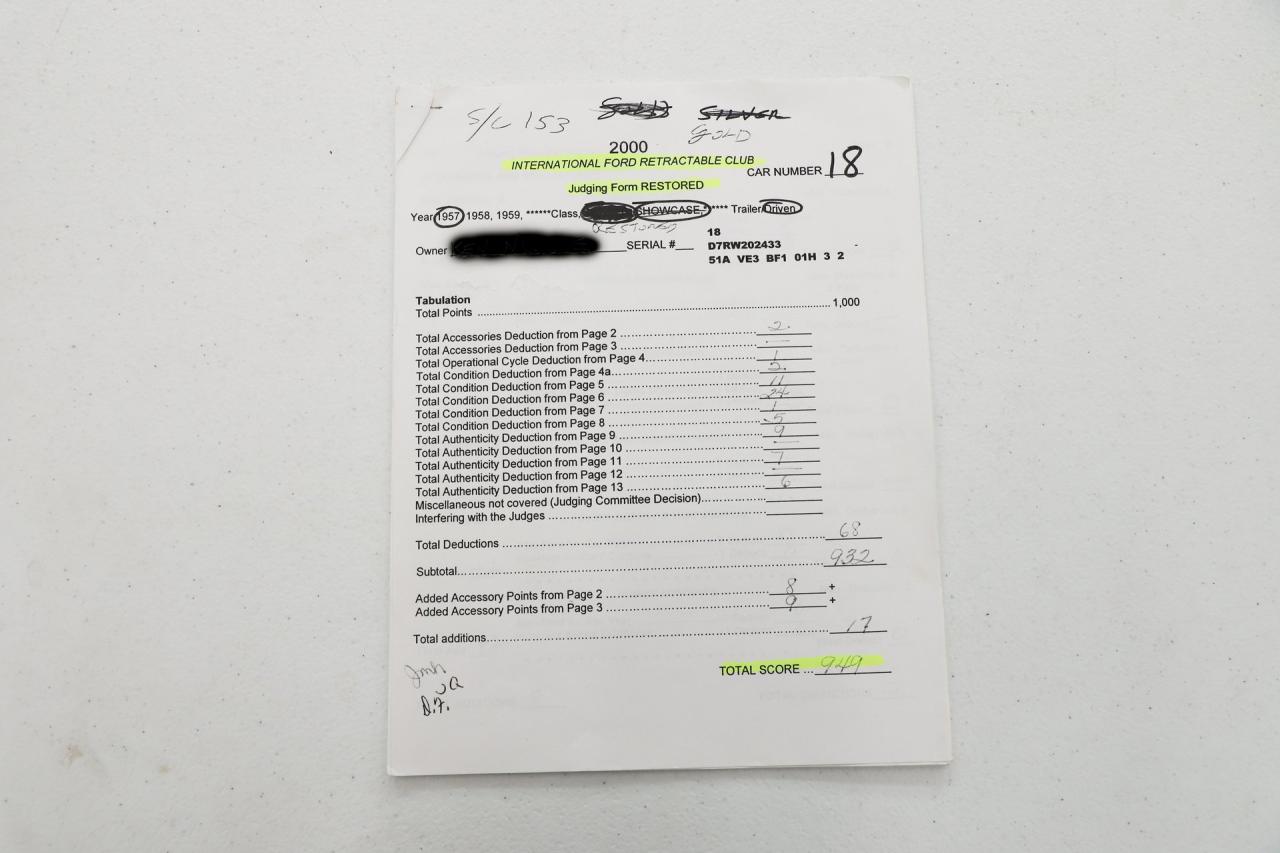 S/C 153 SILVER
GOLD
2000
INTERNATIONAL FORD RETRACTABLE CLUB
CAR NUMBER 18
Judging Form RESTORED
Year, 1957, 1958, 1959, ******Class, SHOWCASE,***** Trailer/Driven
RESTORED
18
Owner SERIAL #__ D7RW202433
51A VE3 BF1 01H 3 2
Tabulation
Total Points ........ 1,000
Total Accessories Deduction from Page 2 ........ 2
Total Accessories Deduction from Page 3 ........ —
Total Operational Cycle Deduction from Page 4........ 1
Total Condition Deduction from Page 4a........ 2
Total Condition Deduction from Page 5 ........ 11
Total Condition Deduction from Page 6 ........ 24
Total Condition Deduction from Page 7 ........ 1
Total Condition Deduction from Page 8 ........ 5
Total Authenticity Deduction from Page 9 ........ 9
Total Authenticity Deduction from Page 10 ........ —
Total Authenticity Deduction from Page 11 ........ 7
Total Authenticity Deduction from Page 12 ........ —
Total Authenticity Deduction from Page 13 ........ 6
Miscellaneous not covered (Judging Committee Decision)........
Interfering with the Judges ........
Total Deductions ........ 68
Subtotal........ 932
Added Accessory Points from Page 2 ........ 8 +
Added Accessory Points from Page 3 ........ 9 +
Total additions........ 17
TOTAL SCORE ... 949
D.F.